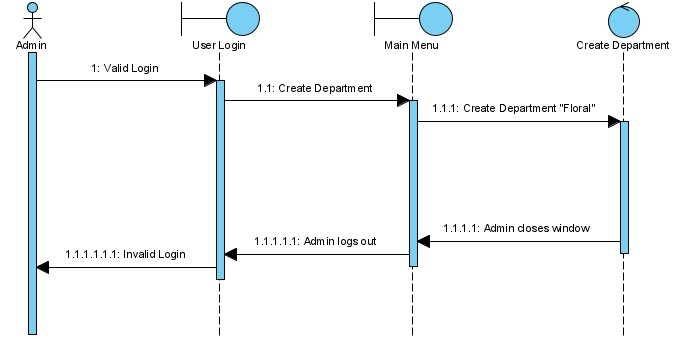 Admin
User Login
Main Menu
Create Department
1: Valid Login
1.1: Create Department
1.1.1: Create Department "Floral"
1.1.1.1: Admin closes window
1.1.1.1.1: Admin logs out
1.1.1.1.1.1: Invalid Login